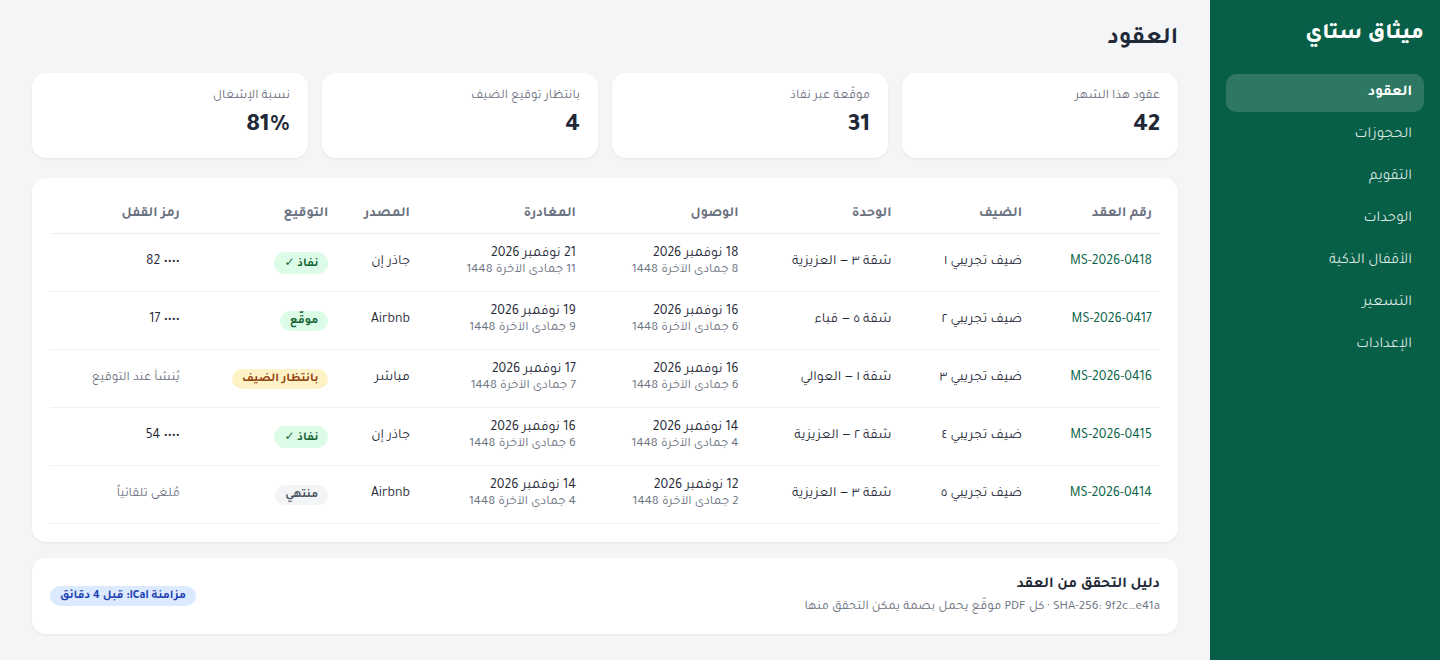 ميثاق ستاي
العقود
الحجوزات
التقويم
الوحدات
الأقفال الذكية
التسعير
الإعدادات
العقود
عقود هذا الشهر
42
موقّعة عبر نفاذ
31
بانتظار توقيع الضيف
4
نسبة الإشغال
81%
رقم العقد الضيف الوحدة الوصول المغادرة المصدر التوقيع رمز القفل
MS-2026-0418 ضيف تجريبي ١ شقة ٣ – العزيزية 18 نوفمبر 2026 21 نوفمبر 2026 جاذر إن نفاذ ✓ •••• 82
8 جمادى الآخرة 1448 11 جمادى الآخرة 1448
MS-2026-0417 ضيف تجريبي ٢ شقة ٥ – قباء 16 نوفمبر 2026 19 نوفمبر 2026 Airbnb موقّع •••• 17
6 جمادى الآخرة 1448 9 جمادى الآخرة 1448
MS-2026-0416 ضيف تجريبي ٣ شقة ١ – العوالي 16 نوفمبر 2026 17 نوفمبر 2026 مباشر بانتظار الضيف يُنشأ عند التوقيع
6 جمادى الآخرة 1448 7 جمادى الآخرة 1448
MS-2026-0415 ضيف تجريبي ٤ شقة ٢ – العزيزية 14 نوفمبر 2026 16 نوفمبر 2026 جاذر إن نفاذ ✓ •••• 54
4 جمادى الآخرة 1448 6 جمادى الآخرة 1448
MS-2026-0414 ضيف تجريبي ٥ شقة ٣ – العزيزية 12 نوفمبر 2026 14 نوفمبر 2026 Airbnb منتهي مُلغى تلقائياً
2 جمادى الآخرة 1448 4 جمادى الآخرة 1448
دليل التحقق من العقد
SHA-256: 9f2c…e41a · كل PDF موقّع يحمل بصمة يمكن التحقق منها
مزامنة iCal: قبل 4 دقائق